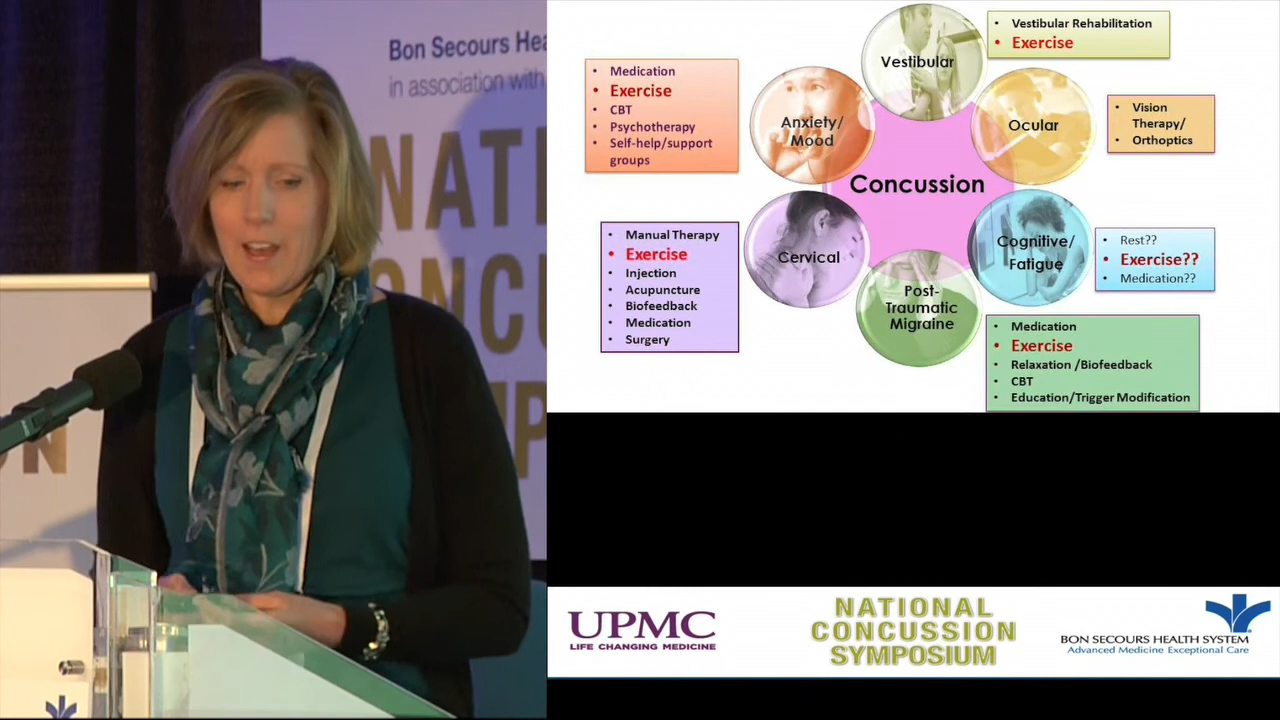 Bon Secours Hea
in association with
NATI
ONCU
MP
ON
Vestibular
• Vestibular Rehabilitation
• Exercise
Ocular
• Vision
Therapy/
• Orthoptics
Cognitive/
Fatigue
• Rest??
• Exercise??
• Medication??
Post-
Traumatic
Migraine
• Medication
• Exercise
• Relaxation /Biofeedback
• CBT
• Education/Trigger Modification
Cervical
• Manual Therapy
• Exercise
• Injection
• Acupuncture
• Biofeedback
• Medication
• Surgery
Anxiety/
Mood
• Medication
• Exercise
• CBT
• Psychotherapy
• Self-help/support
groups
Concussion
UPMC
LIFE CHANGING MEDICINE
NATIONAL
CONCUSSION
SYMPOSIUM
BON SECOURS HEALTH SYSTEM
Advanced Medicine Exceptional Care